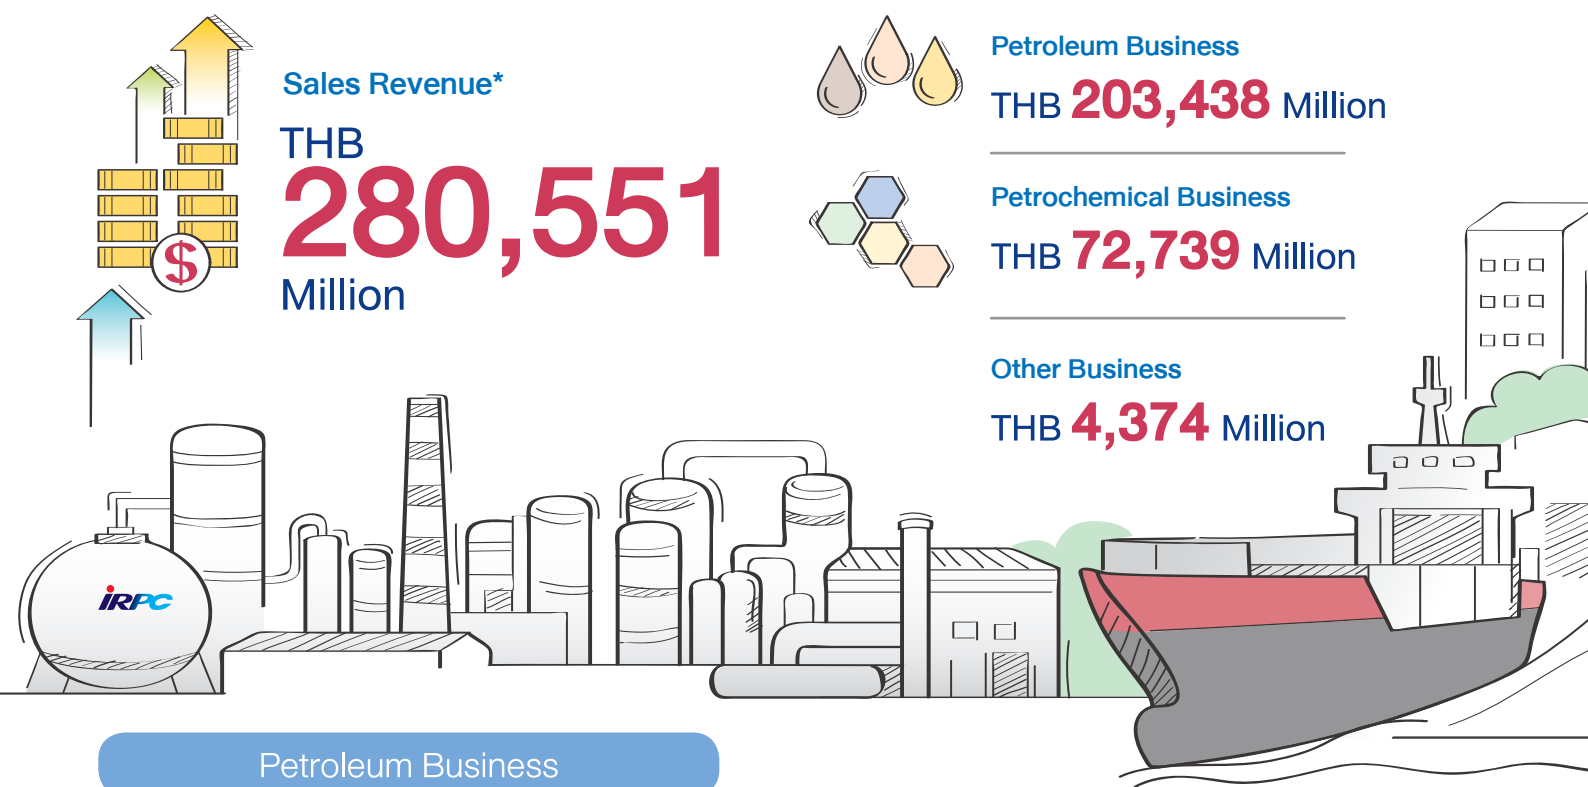 Sales Revenue*
THB
280,551
Million
$
Petroleum Business
THB 203,438 Million
Petrochemical Business
THB 72,739 Million
Other Business
THB 4,374 Million
IRPC
Petroleum Business